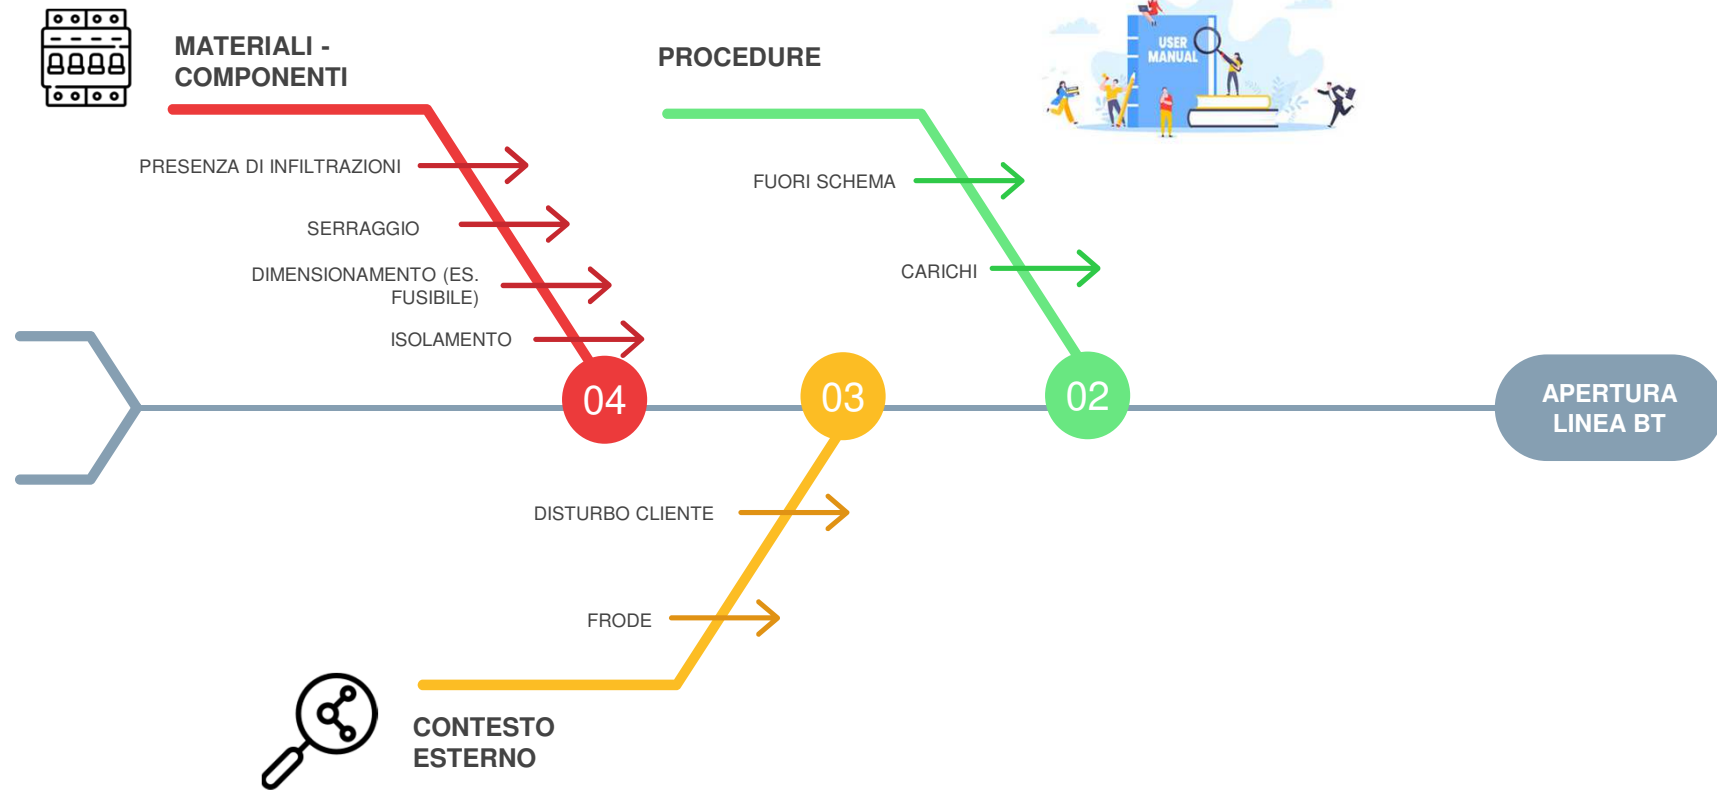 MATERIALI -
COMPONENTI
PROCEDURE
USER
MANUAL
PRESENZA DI INFILTRAZIONI
SERRAGGIO
DIMENSIONAMENTO (ES.
FUSIBILE)
ISOLAMENTO
FUORI SCHEMA
CARICHI
04
03
02
APERTURA
LINEA BT
DISTURBO CLIENTE
FRODE
CONTESTO
ESTERNO